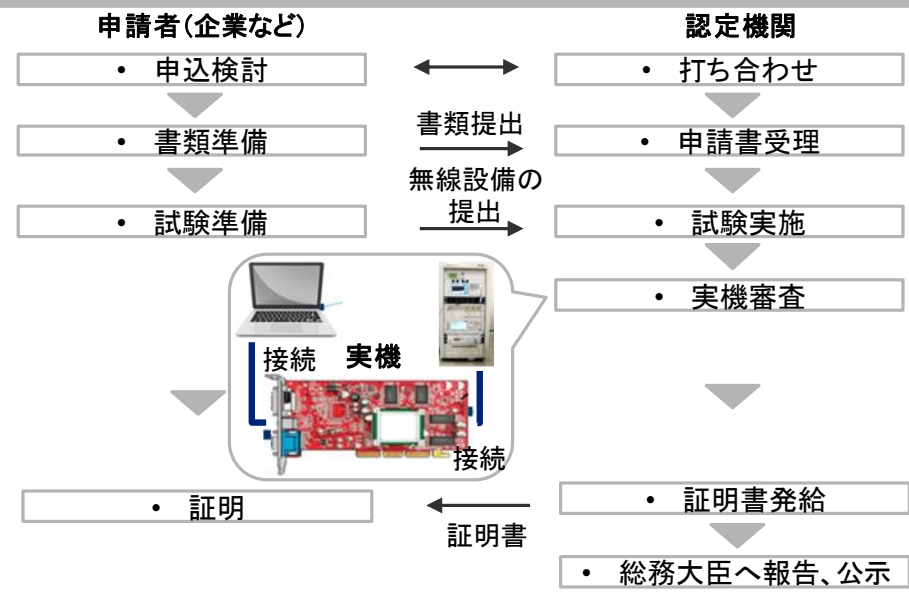 申請者（企業など）
認定機関
• 申込検討
• 打ち合わせ
書類提出
• 書類準備
• 申請書受理
無線設備の
提出
• 試験準備
• 試験実施
• 実機審査
接続
実機
接続
• 証明書発給
• 証明
証明書
• 総務大臣へ報告、公示